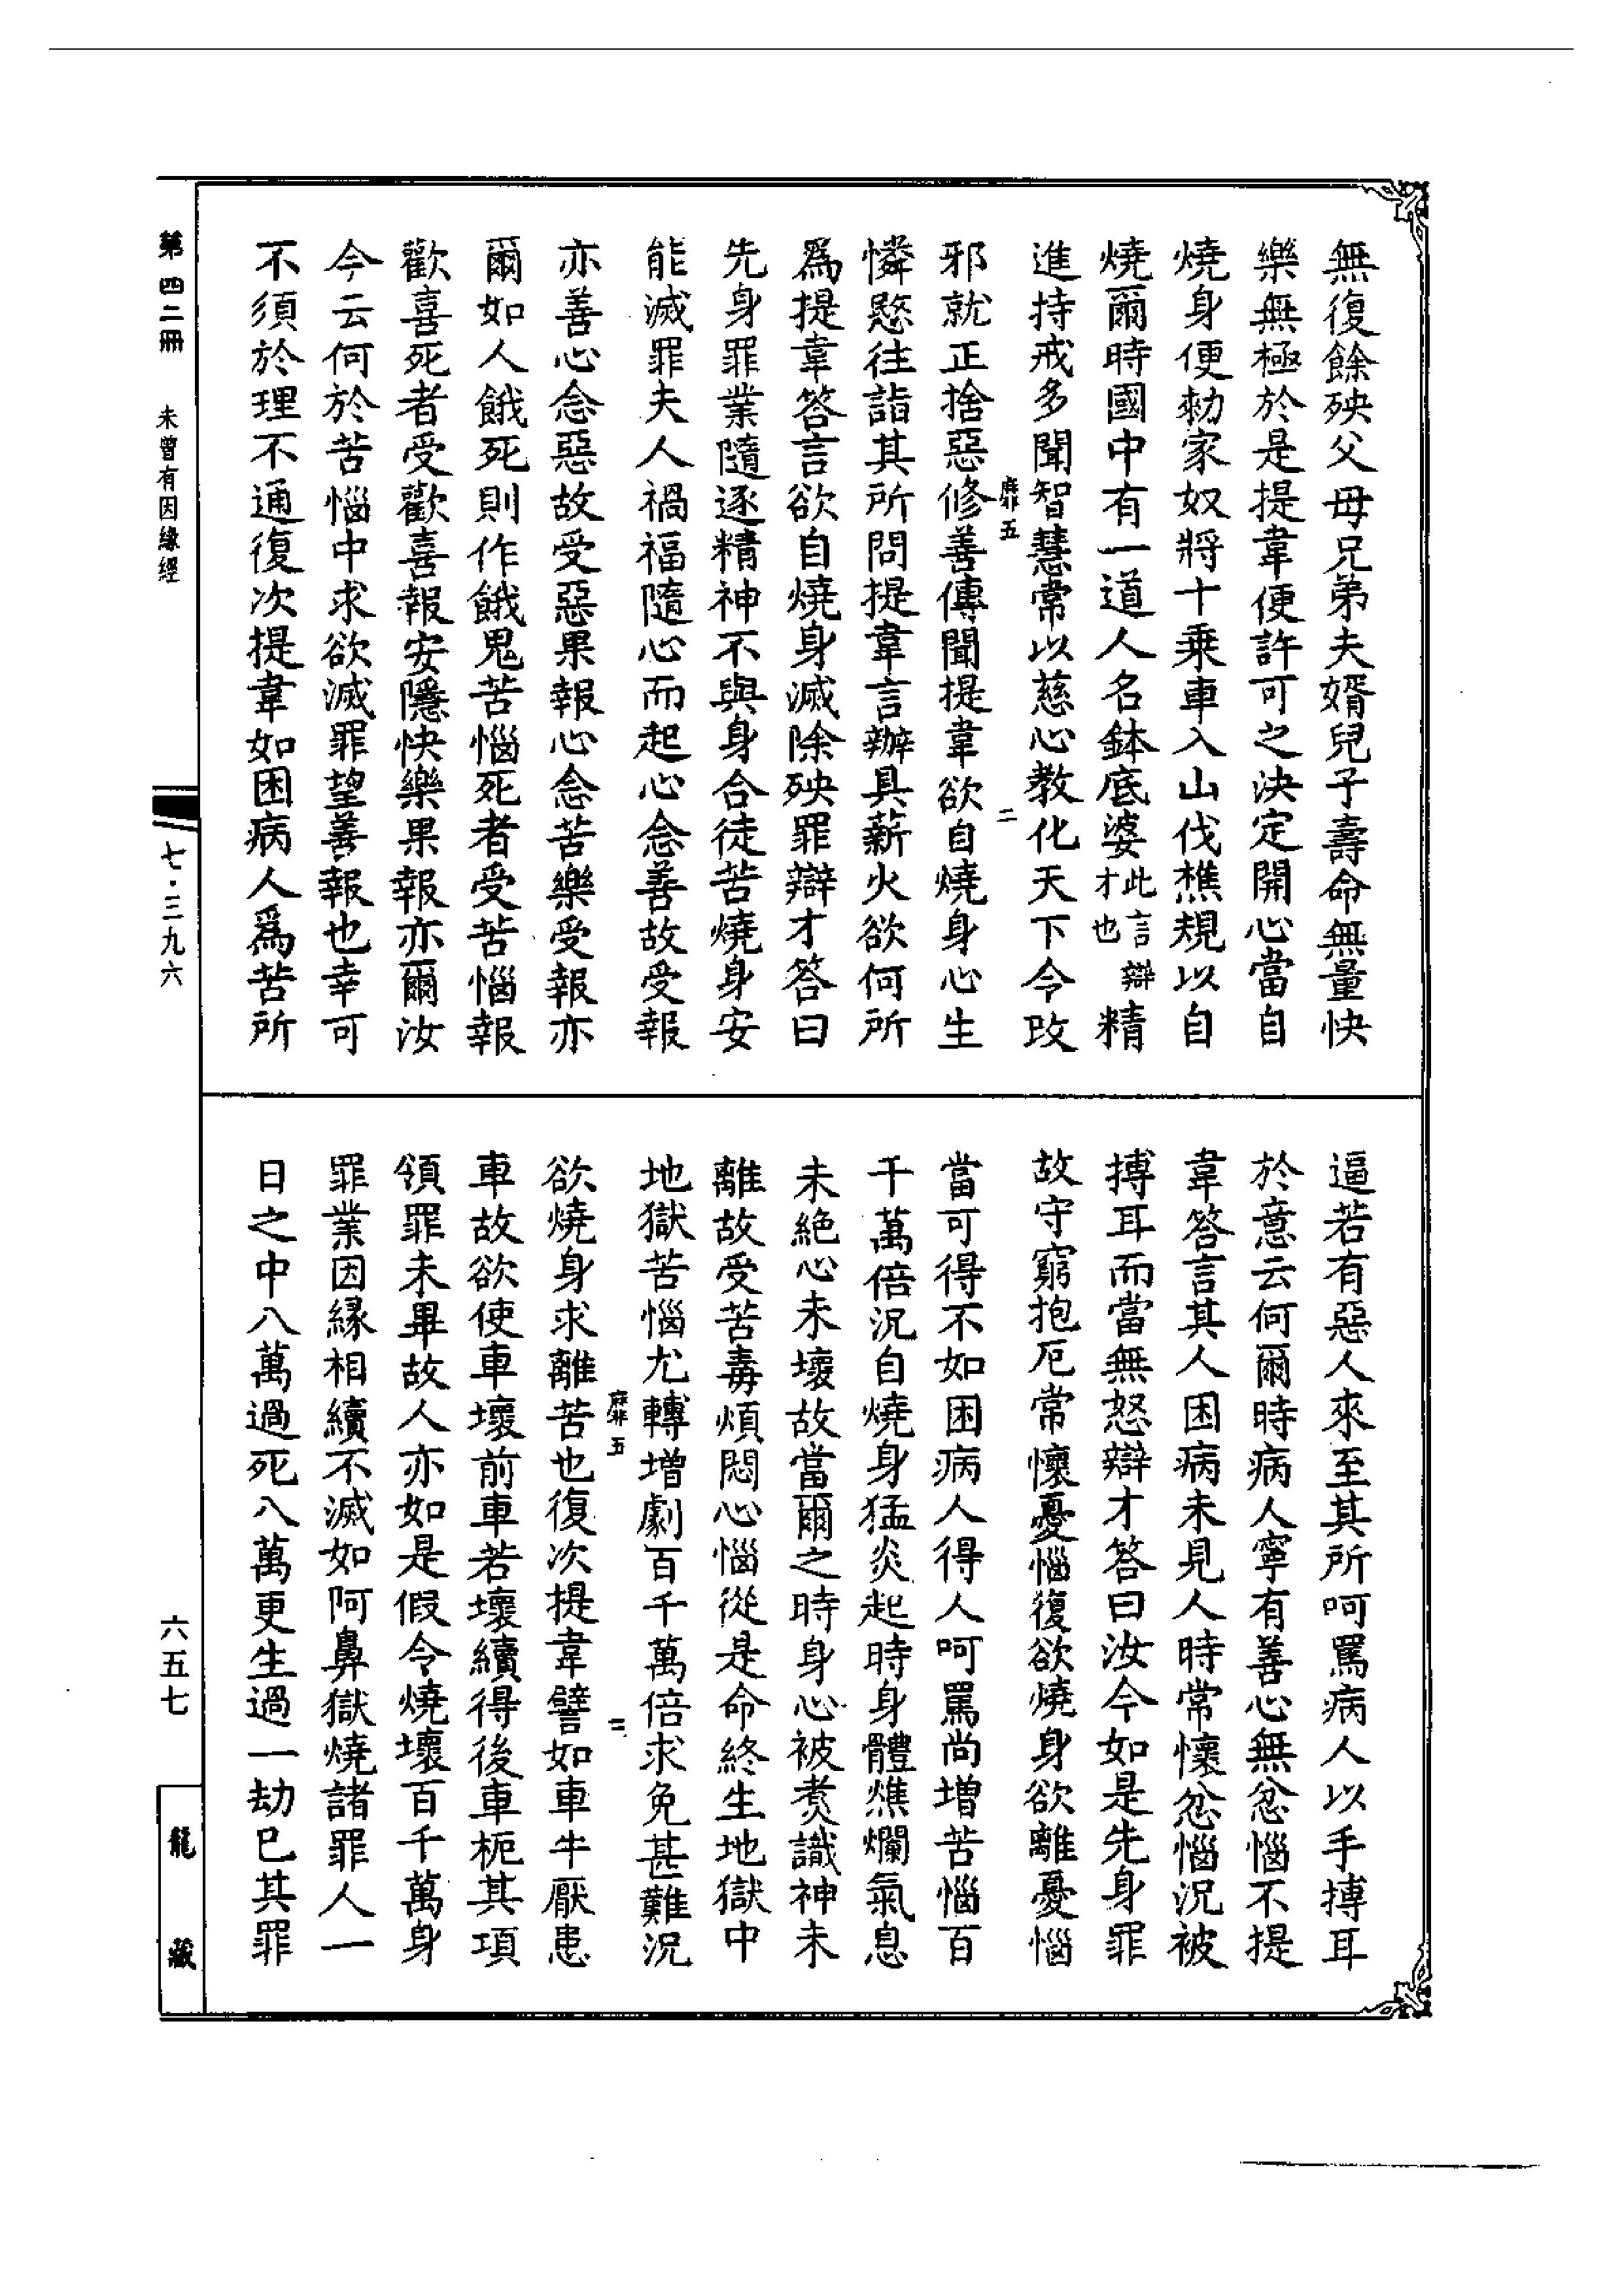 無復餘殃父母兄弟夫婿兒子壽命無量快
樂無極於是提韋便許可之決定開心當自
燒身便勑家奴將十乘車入山伐樵規以自
燒爾時國中有一道人名鉢底婆此言辯才也精
進持戒多聞智慧常以慈心教化天下令改
邪就正捨惡修善傳聞提韋欲自燒身心生
憐愍往詣其所問提韋言辦具薪火欲何所
為提韋答言欲自燒身滅除殃罪辯才答曰
先身罪業隨逐精神不與身合徒苦燒身安
能滅罪夫人禍福隨心而起心念善故受報
亦善心念惡故受惡果報心念苦樂受報亦
爾如人餓死則作餓鬼苦惱死者受苦惱報
歡喜死者受歡喜報安隱快樂果報亦爾汝
今云何於苦惱中求欲滅罪望善報也幸可
不須於理不通復次提韋如困病人為苦所
逼若有惡人來至其所呵罵病人以手搏耳
於意云何爾時病人寧有善心無忿惱不提
韋答言其人困病未見人時常懷忿惱況被
搏耳而當無怒辯才答曰汝今如是先身罪
故守窮抱厄常懷憂惱復欲燒身欲離憂惱
當可得不如困病人得人呵罵尚增苦惱百
千萬倍況自燒身猛炎起時身體燋爛氣息
未絕心未壞故當爾之時身心被煑識神未
離故受苦毒煩悶心惱從是命終生地獄中
地獄苦惱尤轉增劇百千萬倍求免甚難況
欲燒身求離苦也復次提韋譬如車牛厭患
車故欲使車壞前車若壞續得後車枙其項
領罪未畢故人亦如是假令燒壞百千萬身
罪業因緣相續不滅如阿鼻獄燒諸罪人一
日之中八萬過死八萬更生過一劫已其罪
第四二冊 未曾有因緣經
七·三九六
六五七
龍藏